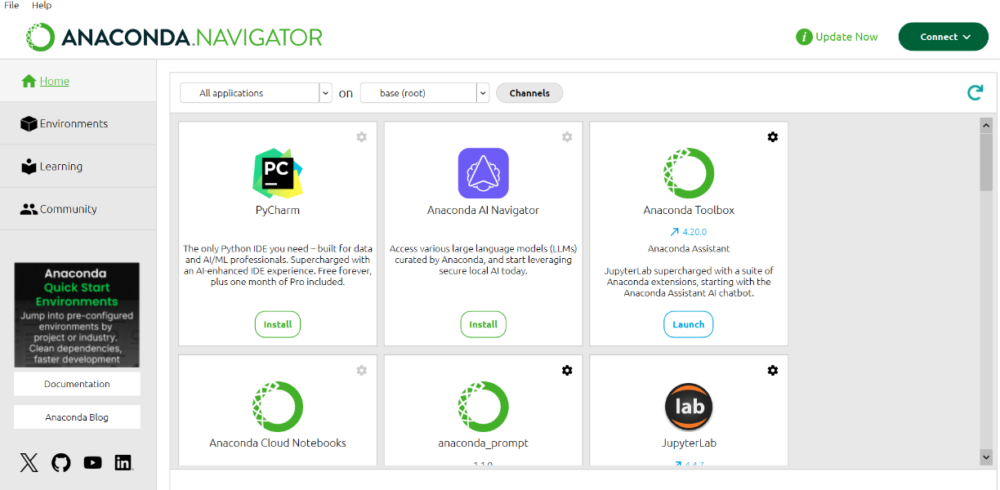 File Help
ANACONDA.NAVIGATOR
i Update Now
Connect
Home
Environments
Learning
Community
Anaconda
Quick Start
Environments
Jump into pre-configured
environments by
project or industry.
Clean dependencies,
faster development
Documentation
Anaconda Blog
All applications on base (root) Channels
PC
PyCharm
The only Python IDE you need – built for data
and AI/ML professionals. Supercharged with
an AI-enhanced IDE experience. Free forever,
plus one month of Pro included.
Install
Anaconda AI Navigator
Access various large language models (LLMs)
curated by Anaconda, and start leveraging
secure local AI today.
Install
Anaconda Toolbox
4.20.0
Anaconda Assistant
JupyterLab supercharged with a suite of
Anaconda extensions, starting with the
Anaconda Assistant AI chatbot.
Launch
Anaconda Cloud Notebooks
anaconda_prompt
1.1.0
lab
JupyterLab
4.4.7